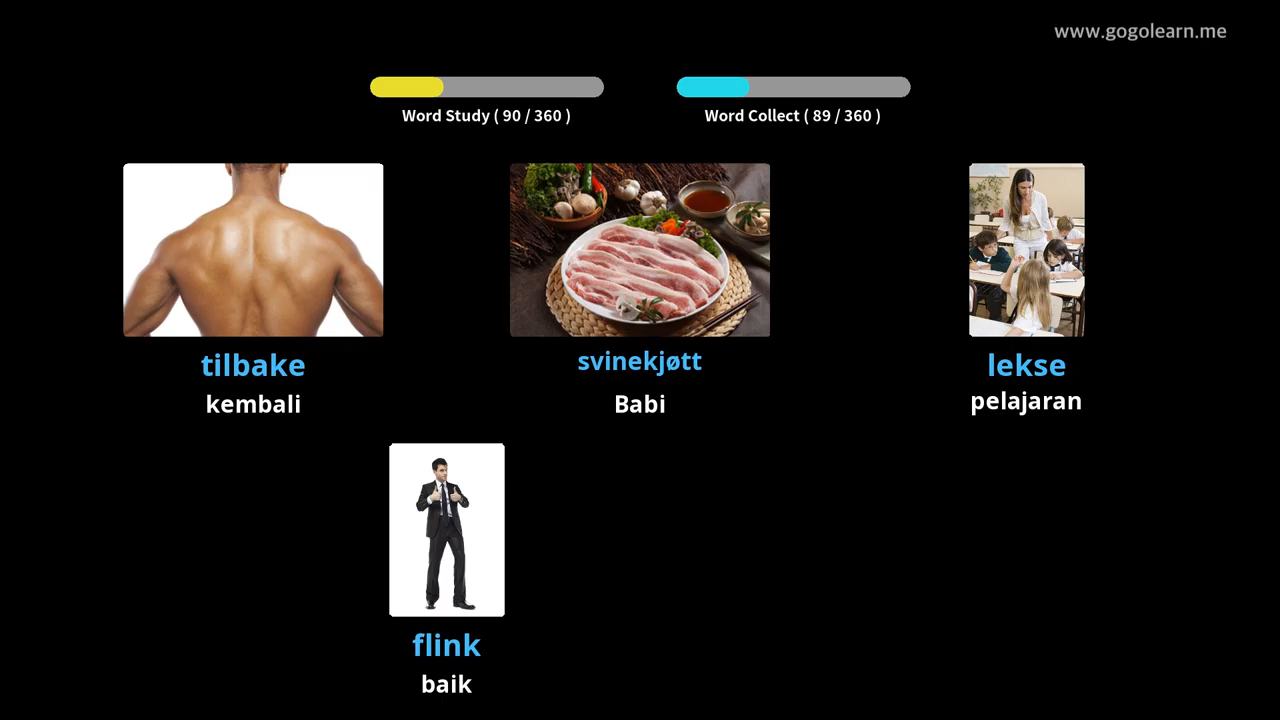 www.gogolearn.me
Word Study ( 90 / 360 )
Word Collect ( 89 / 360 )
tilbake
kembali
svinekjøtt
Babi
lekse
pelajaran
flink
baik